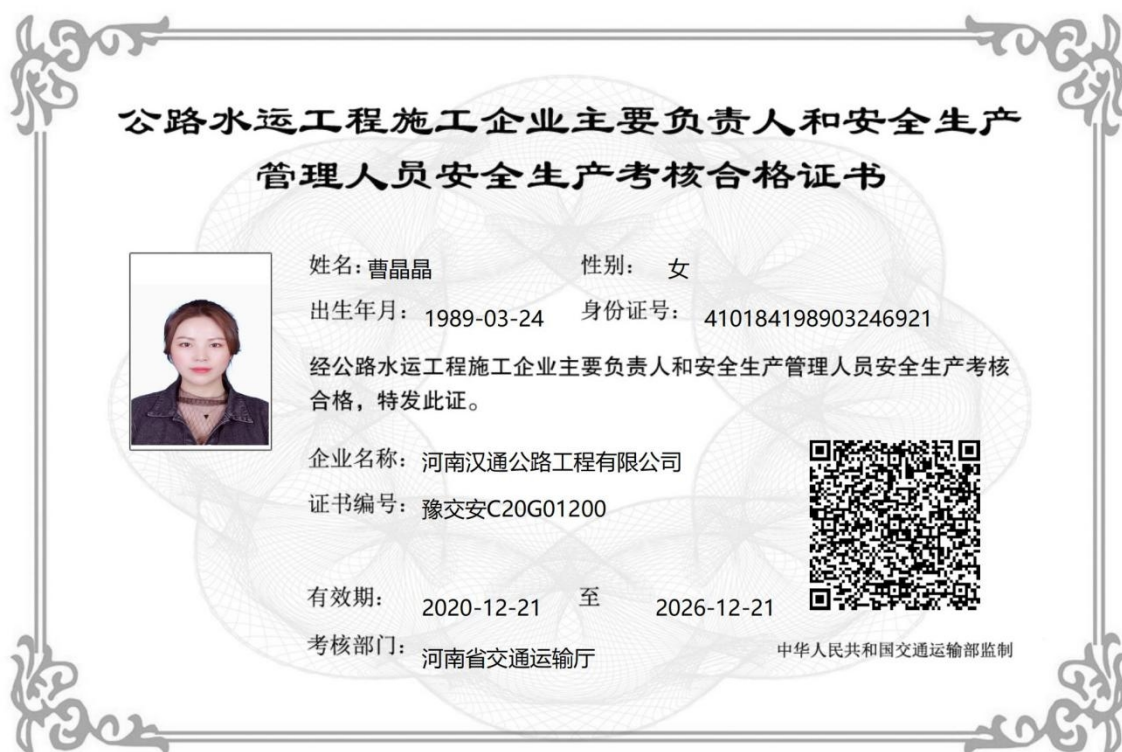 公路水运工程施工企业主要负责人和安全生产
管理人员安全生产考核合格证书
姓名：曹晶晶 性别： 女
出生年月：1989-03-24 身份证号：410184198903246921
经公路水运工程施工企业主要负责人和安全生产管理人员安全生产考核
合格，特发此证。
企业名称：河南汉通公路工程有限公司
证书编号：豫交安C20G01200
有效期： 2020-12-21 至 2026-12-21
考核部门：河南省交通运输厅
中华人民共和国交通运输部监制